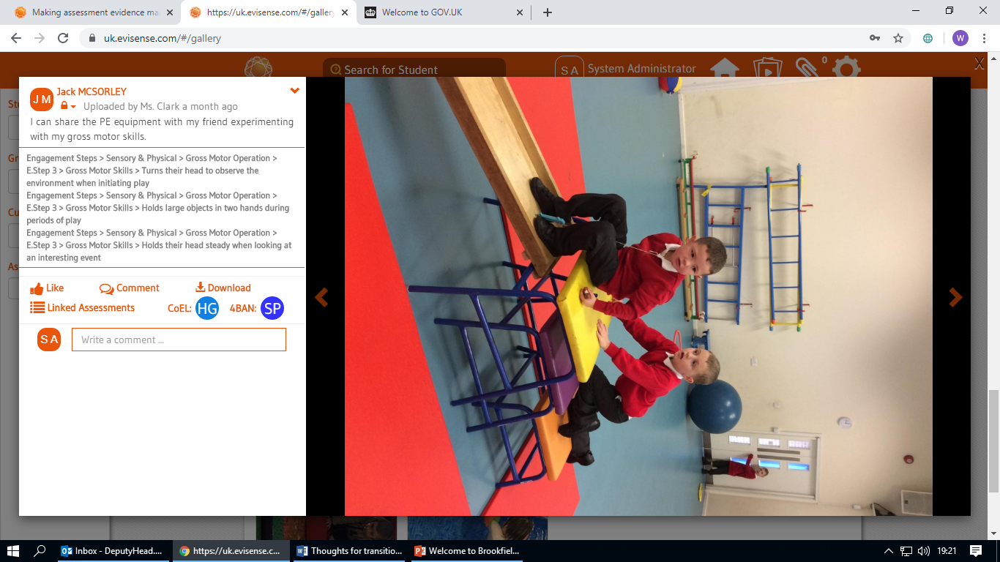 Making assessment evidence ma
https://uk.evisense.com/#/gallery
Welcome to GOV.UK
uk.evisense.com/#/gallery
W
Search for Student
S A
System Administrator
0
X
J M
Jack MCSORLEY
Uploaded by Ms. Clark a month ago
I can share the PE equipment with my friend experimenting
with my gross motor skills.
Engagement Steps > Sensory & Physical > Gross Motor Operation >
E.Step 3 > Gross Motor Skills > Turns their head to observe the
environment when initiating play
Engagement Steps > Sensory & Physical > Gross Motor Operation >
E.Step 3 > Gross Motor Skills > Holds large objects in two hands during
periods of play
Engagement Steps > Sensory & Physical > Gross Motor Operation >
E.Step 3 > Gross Motor Skills > Holds their head steady when looking at
an interesting event
Like
Comment
Download
Linked Assessments
CoEL:
HG
4BAN:
SP
S A
Write a comment ...
St
Gr
Cu
As
Inbox - DeputyHead....
https://uk.evisense.c...
Thoughts for transitio...
Welcome to Brookfiel...
19:21